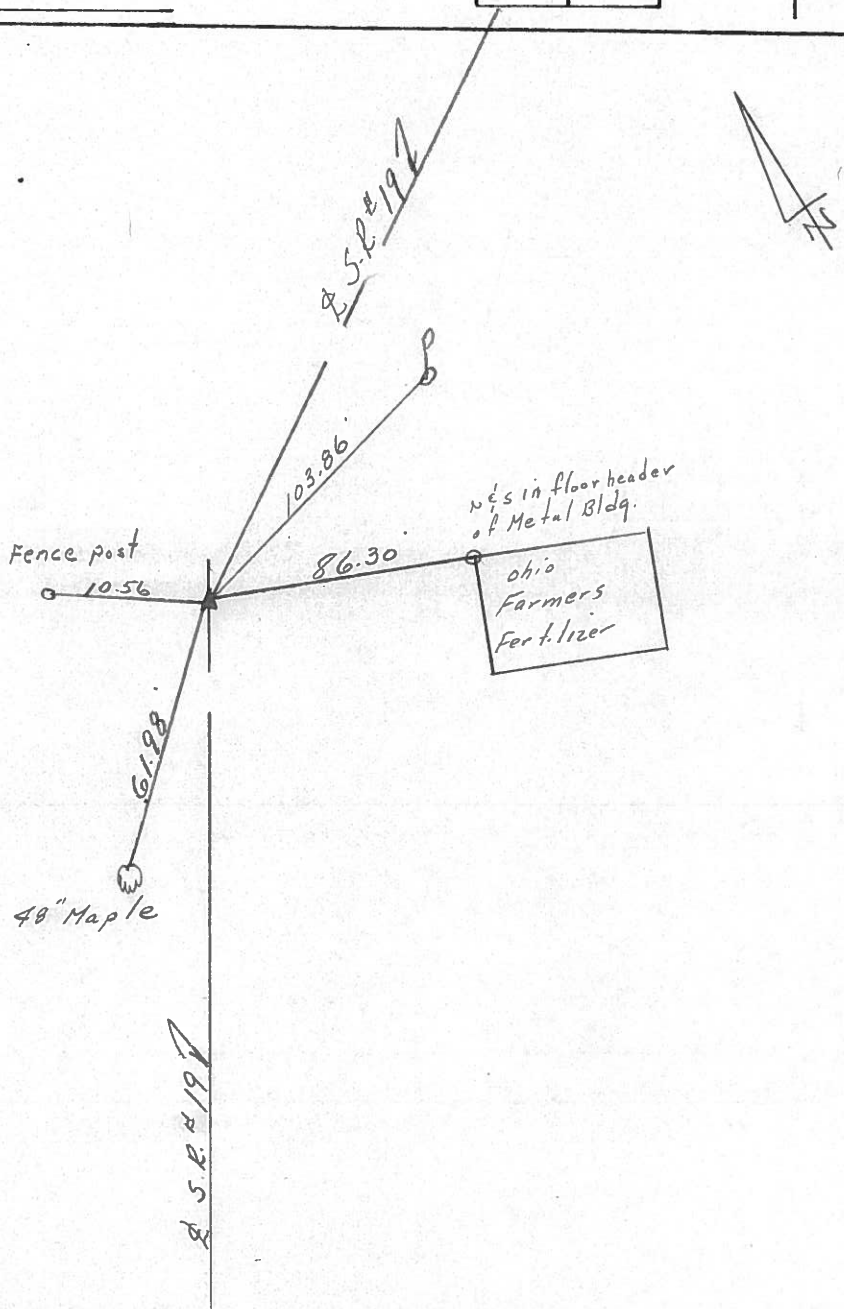 ℄ S.R. # 19
N
P
103.86'
N & S in floor header
of Metal Bldg.
Fence post
10.56
86.30'
Ohio
Farmers
Fertilizer
61.98'
48" Maple
℄ S.R. # 19